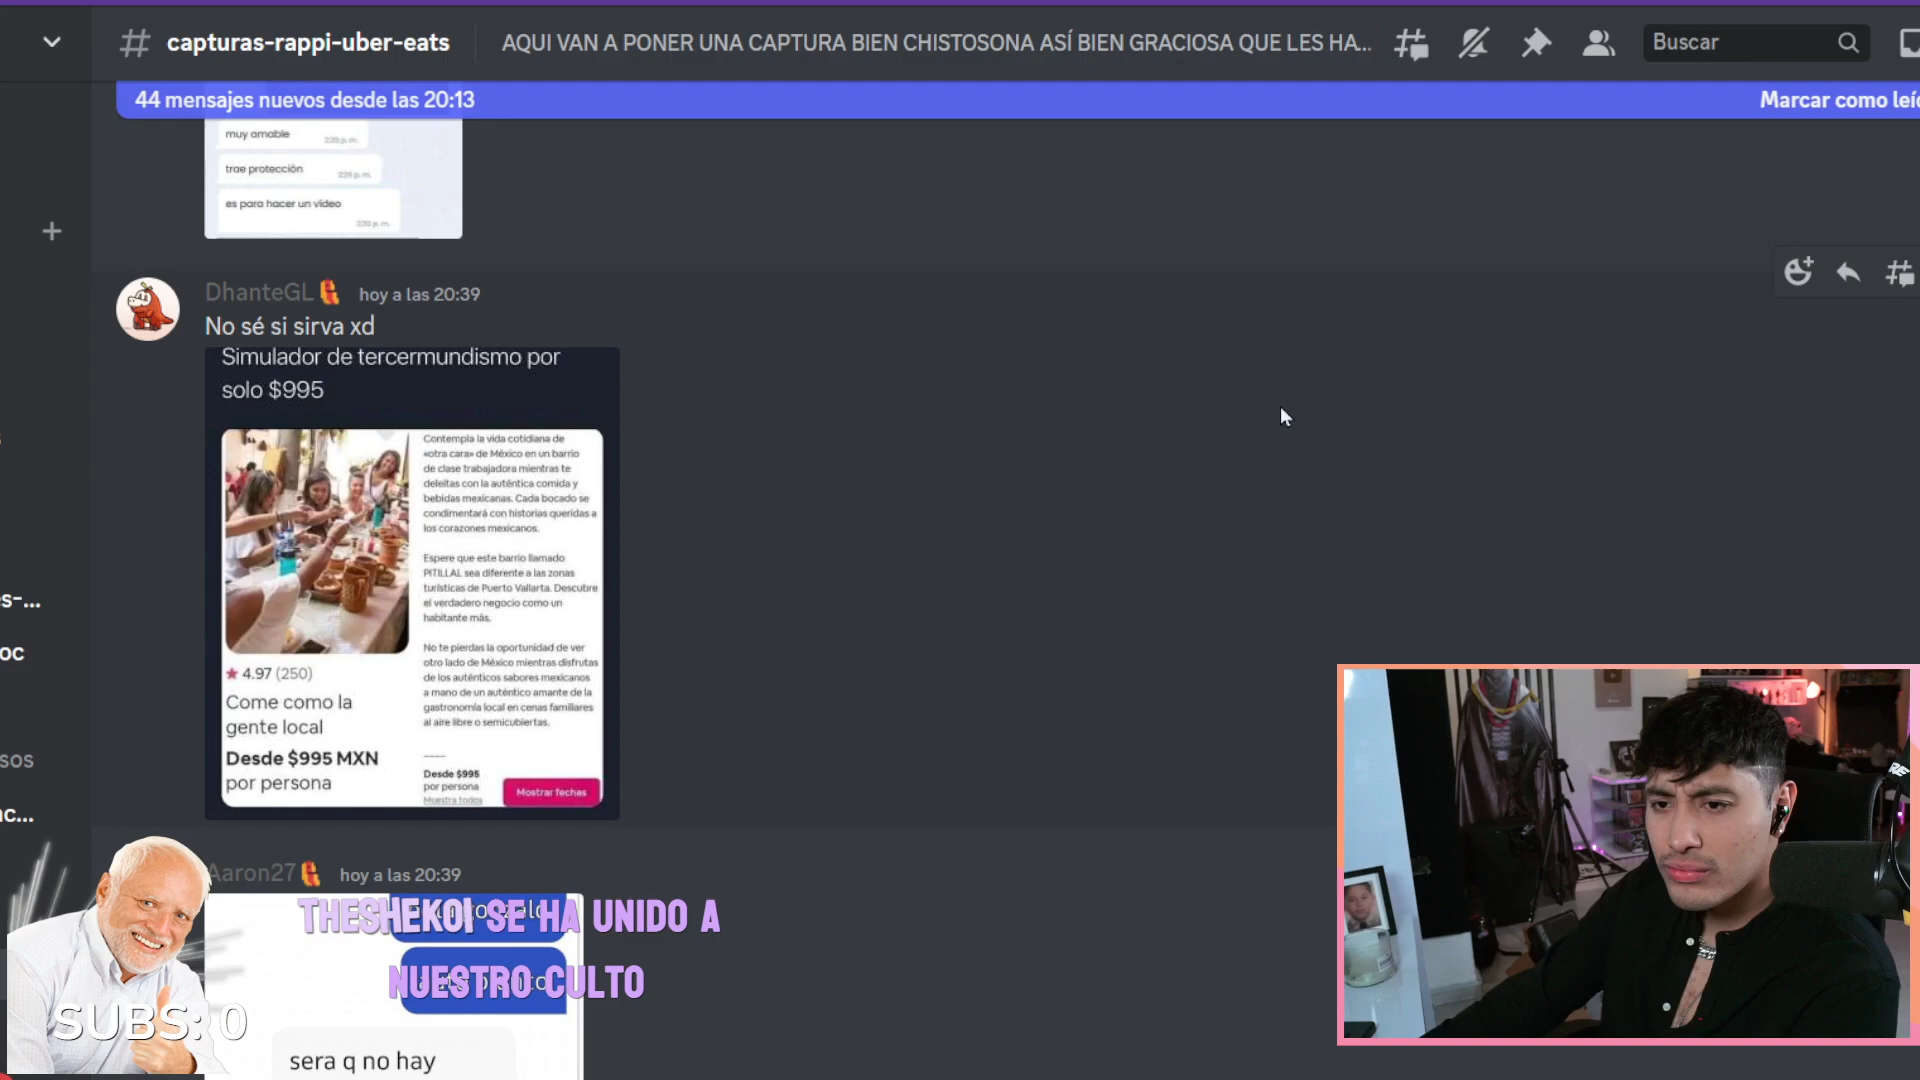 capturas-rappi-uber-eats
AQUI VAN A PONER UNA CAPTURA BIEN CHISTOSONA ASÍ BIEN GRACIOSA QUE LES HA...
Buscar
44 mensajes nuevos desde las 20:13
Marcar como leíd
muy amable
trae protección
es para hacer un video
DhanteGL
hoy a las 20:39
No sé si sirva xd
Simulador de tercermundismo por
solo $995
Contempla la vida cotidiana de
«otra cara» de México en un barrio
de clase trabajadora mientras te
deleitas con la auténtica comida y
bebidas mexicanas. Cada bocado se
condimentará con historias queridas a
los corazones mexicanos.
Espere que este barrio llamado
PITILLAL sea diferente a las zonas
turísticas de Puerto Vallarta. Descubre
el verdadero negocio como un
habitante más.
No te pierdas la oportunidad de ver
otro lado de México mientras disfrutas
de los auténticos sabores mexicanos
a mano de un auténtico amante de la
gastronomía local en cenas familiares
al aire libre o semicubiertas.
4.97 (250)
Come como la
gente local
Desde $995 MXN
por persona
Desde $995
por persona
Muestra todos
Mostrar fechas
s-...
oc
sos
ac...
Aaron27
hoy a las 20:39
THESHEKOI SE HA UNIDO A
NUESTRO CULTO
SUBS: 0
sera q no hay